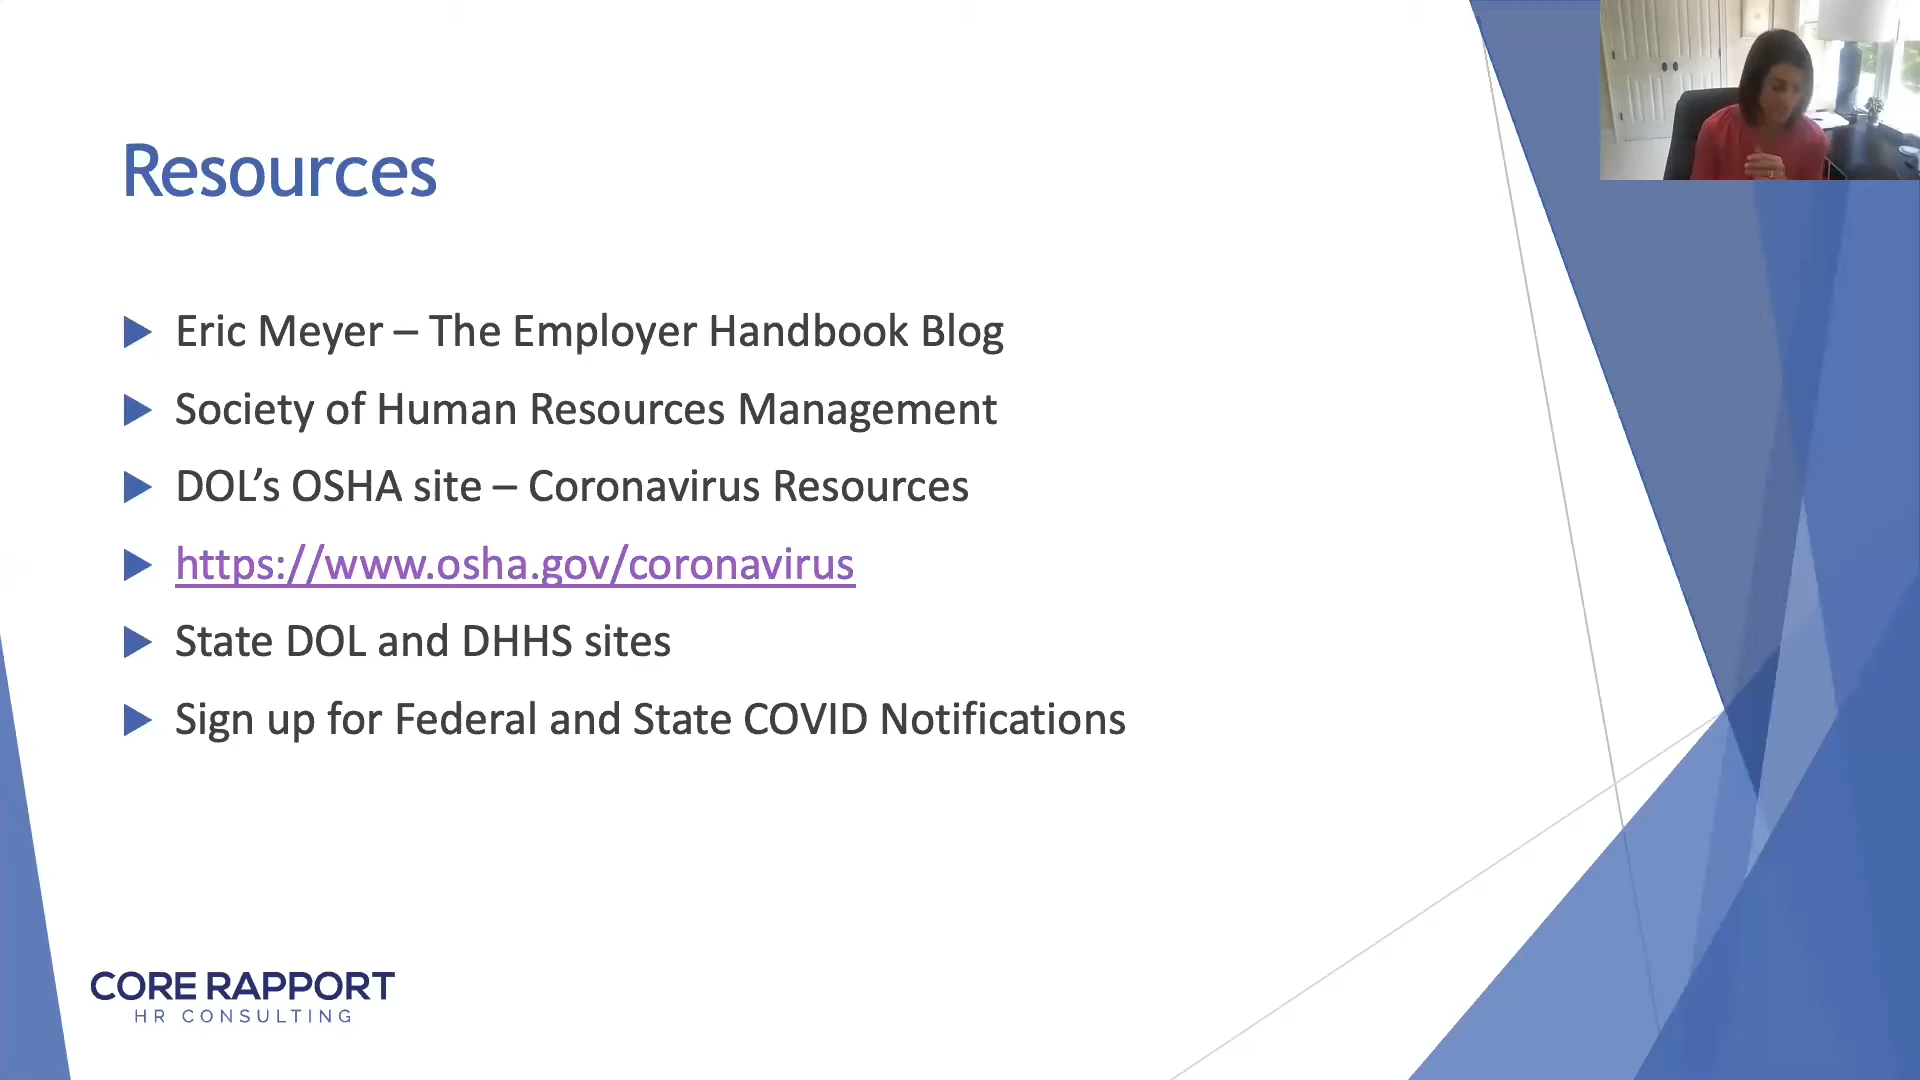 Resources
Eric Meyer – The Employer Handbook Blog
Society of Human Resources Management
DOL’s OSHA site – Coronavirus Resources
https://www.osha.gov/coronavirus
State DOL and DHHS sites
Sign up for Federal and State COVID Notifications
CORE RAPPORT
HR CONSULTING